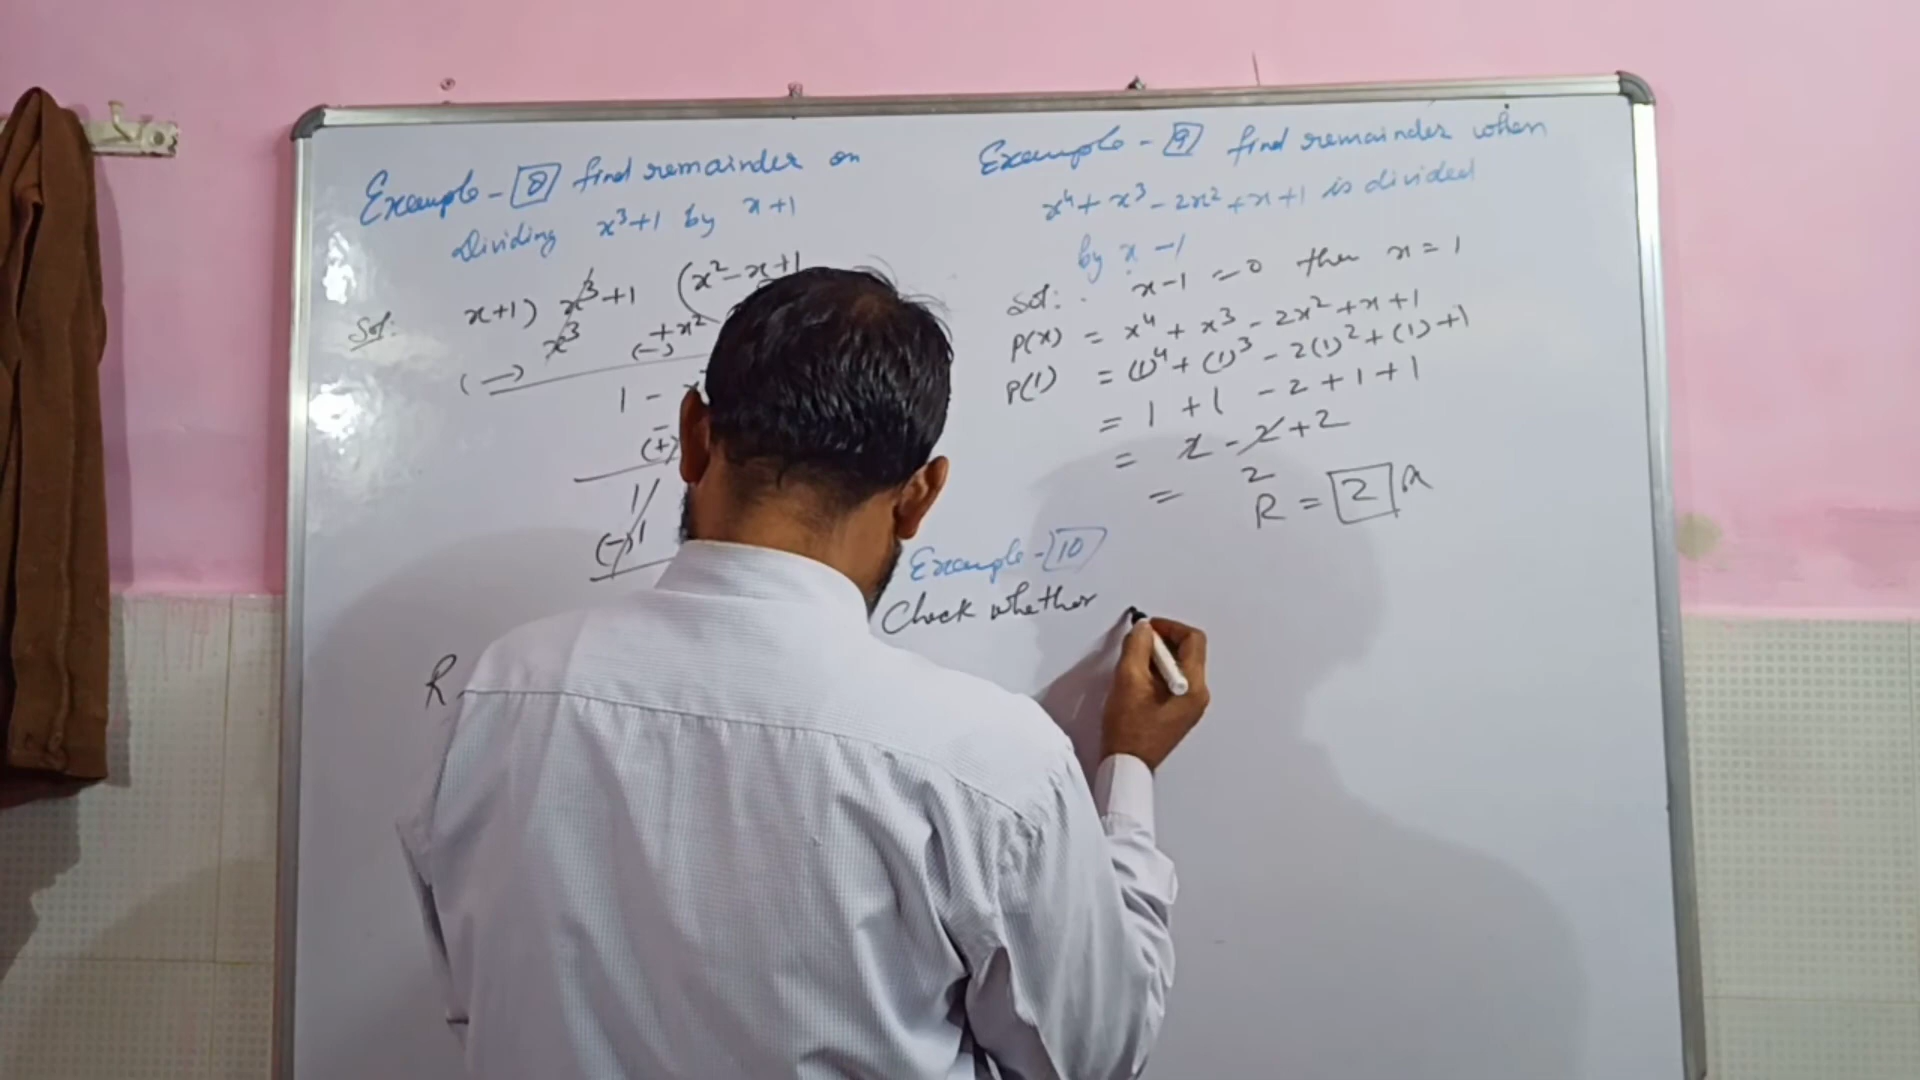 Example - 8 find remainder on
Dividing x³+1 by x+1
Sol: x+1) x³+1 (x²-x+1
x³ +x²
(-) (-)
1 -
-
(+)
1
(-) 1
R
Example - 9 find remainder when
x⁴+x³-2x²+x+1 is divided
by x-1
Sol: x-1=0 then x=1
P(x) = x⁴+x³-2x²+x+1
P(1) = (1)⁴+(1)³-2(1)²+(1)+1
= 1+1-2+1+1
= 2-2+2
= 2
R = 2
Example - 10
Check whether